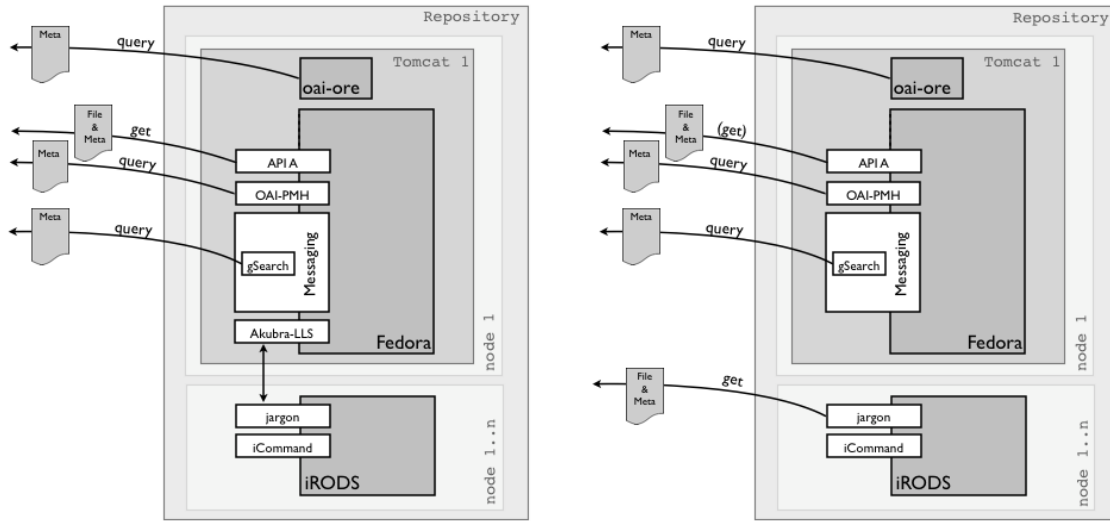 Repository
Meta
query
Tomcat 1
oai-ore
File
&
Meta
get
API A
Meta
query
OAI-PMH
Meta
query
gSearch
Messaging
Akubra-LLS
Fedora
node 1
jargon
iCommand
iRODS
node 1..n
Repository
Meta
query
Tomcat 1
oai-ore
File
&
Meta
(get)
API A
Meta
query
OAI-PMH
Meta
query
gSearch
Messaging
Fedora
node 1
File
&
Meta
get
jargon
iCommand
iRODS
node 1..n